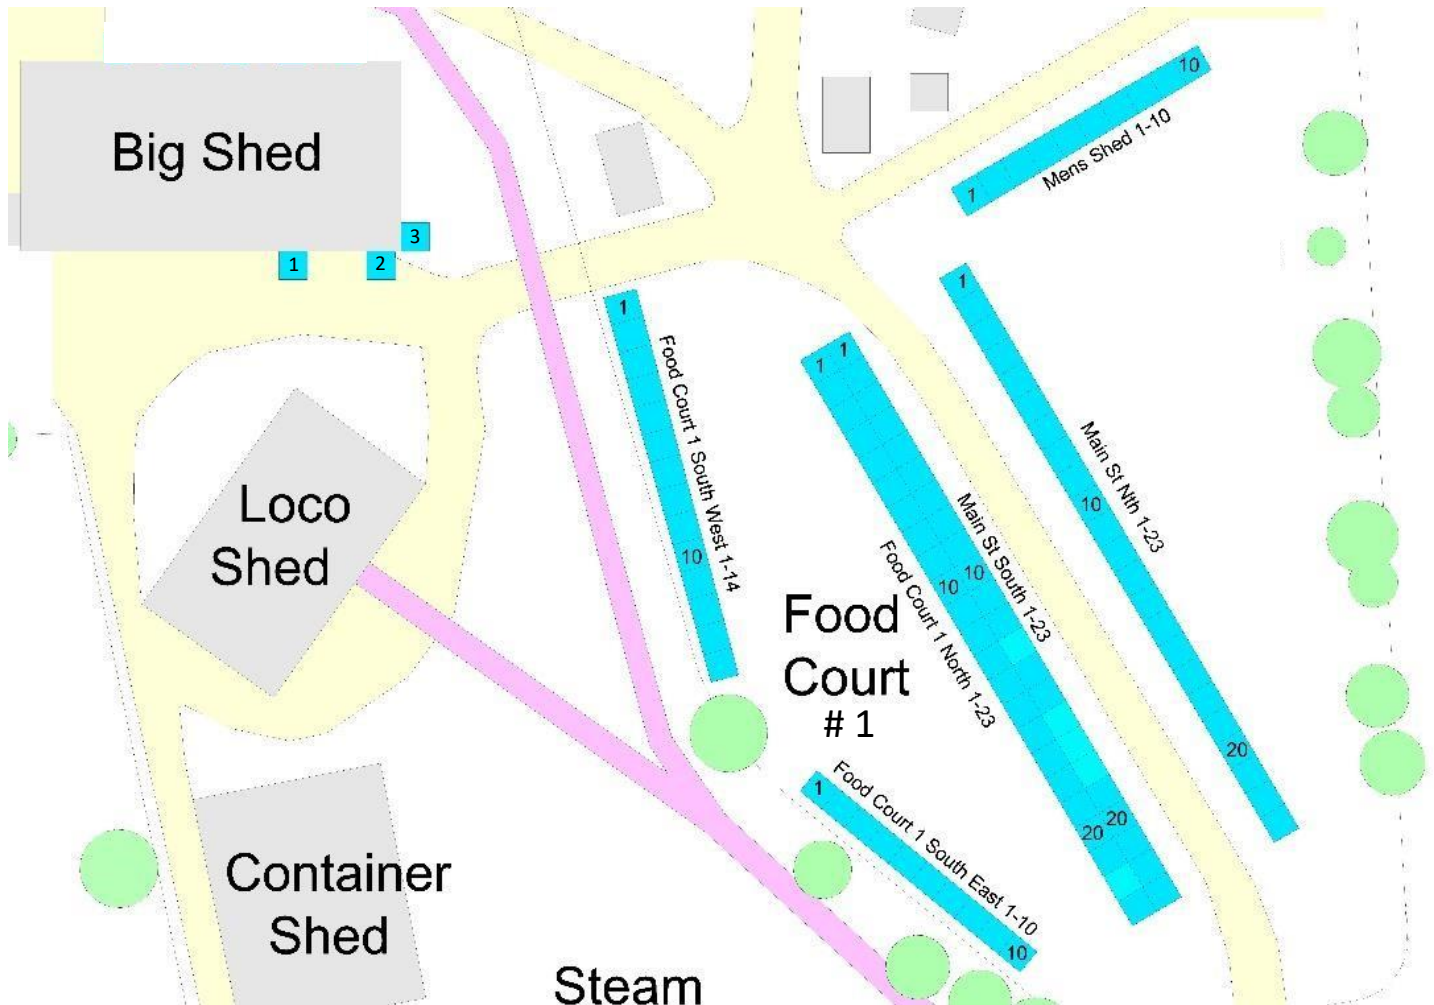 10
Mens Shed 1-10
1
Big Shed
3
1
2
1
1
Food Court 1 South West 1-14
10
1
1
Main St South 1-23
10
10
Food Court 1 North 1-23
20
20
Main St Nth 1-23
10
20
Loco
Shed
Food
Court
# 1
1
Food Court 1 South East 1-10
10
Container
Shed
Steam